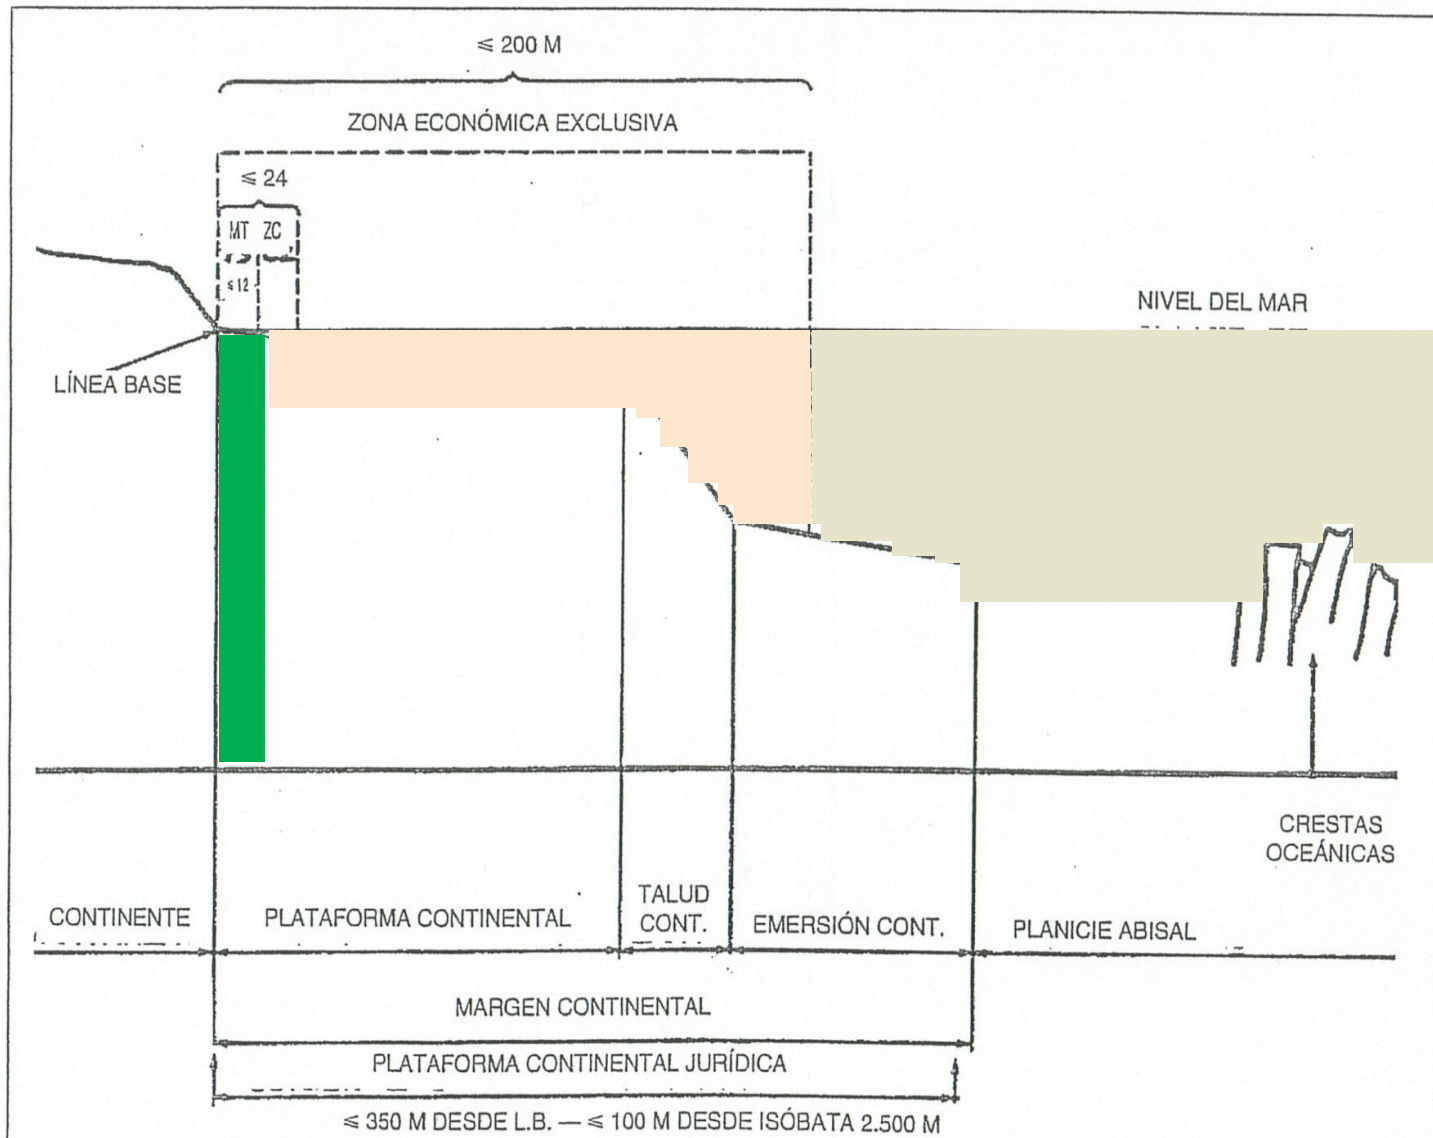 ≤ 200 M
ZONA ECONÓMICA EXCLUSIVA
≤ 24
MT ZC
≤ 12
NIVEL DEL MAR
LÍNEA BASE
CRESTAS
OCEÁNICAS
CONTINENTE
PLATAFORMA CONTINENTAL
TALUD
CONT.
EMERSIÓN CONT.
PLANICIE ABISAL
MARGEN CONTINENTAL
PLATAFORMA CONTINENTAL JURÍDICA
≤ 350 M DESDE L.B. — ≤ 100 M DESDE ISÓBATA 2.500 M